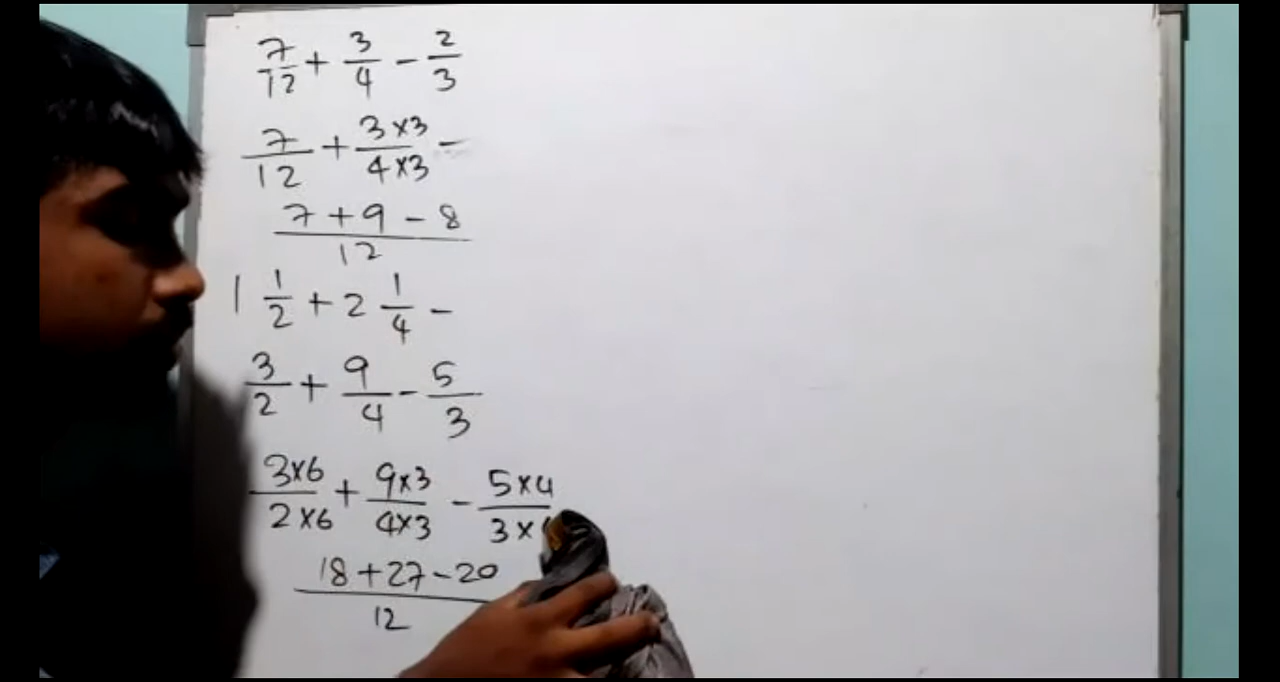 7/12 + 3/4 - 2/3
7/12 + 3×3/4×3 -
7+9-8/12
1 1/2 + 2 1/4 -
3/2 + 9/4 - 5/3
3×6/2×6 + 9×3/4×3 - 5×4/3×
18+27-20/12